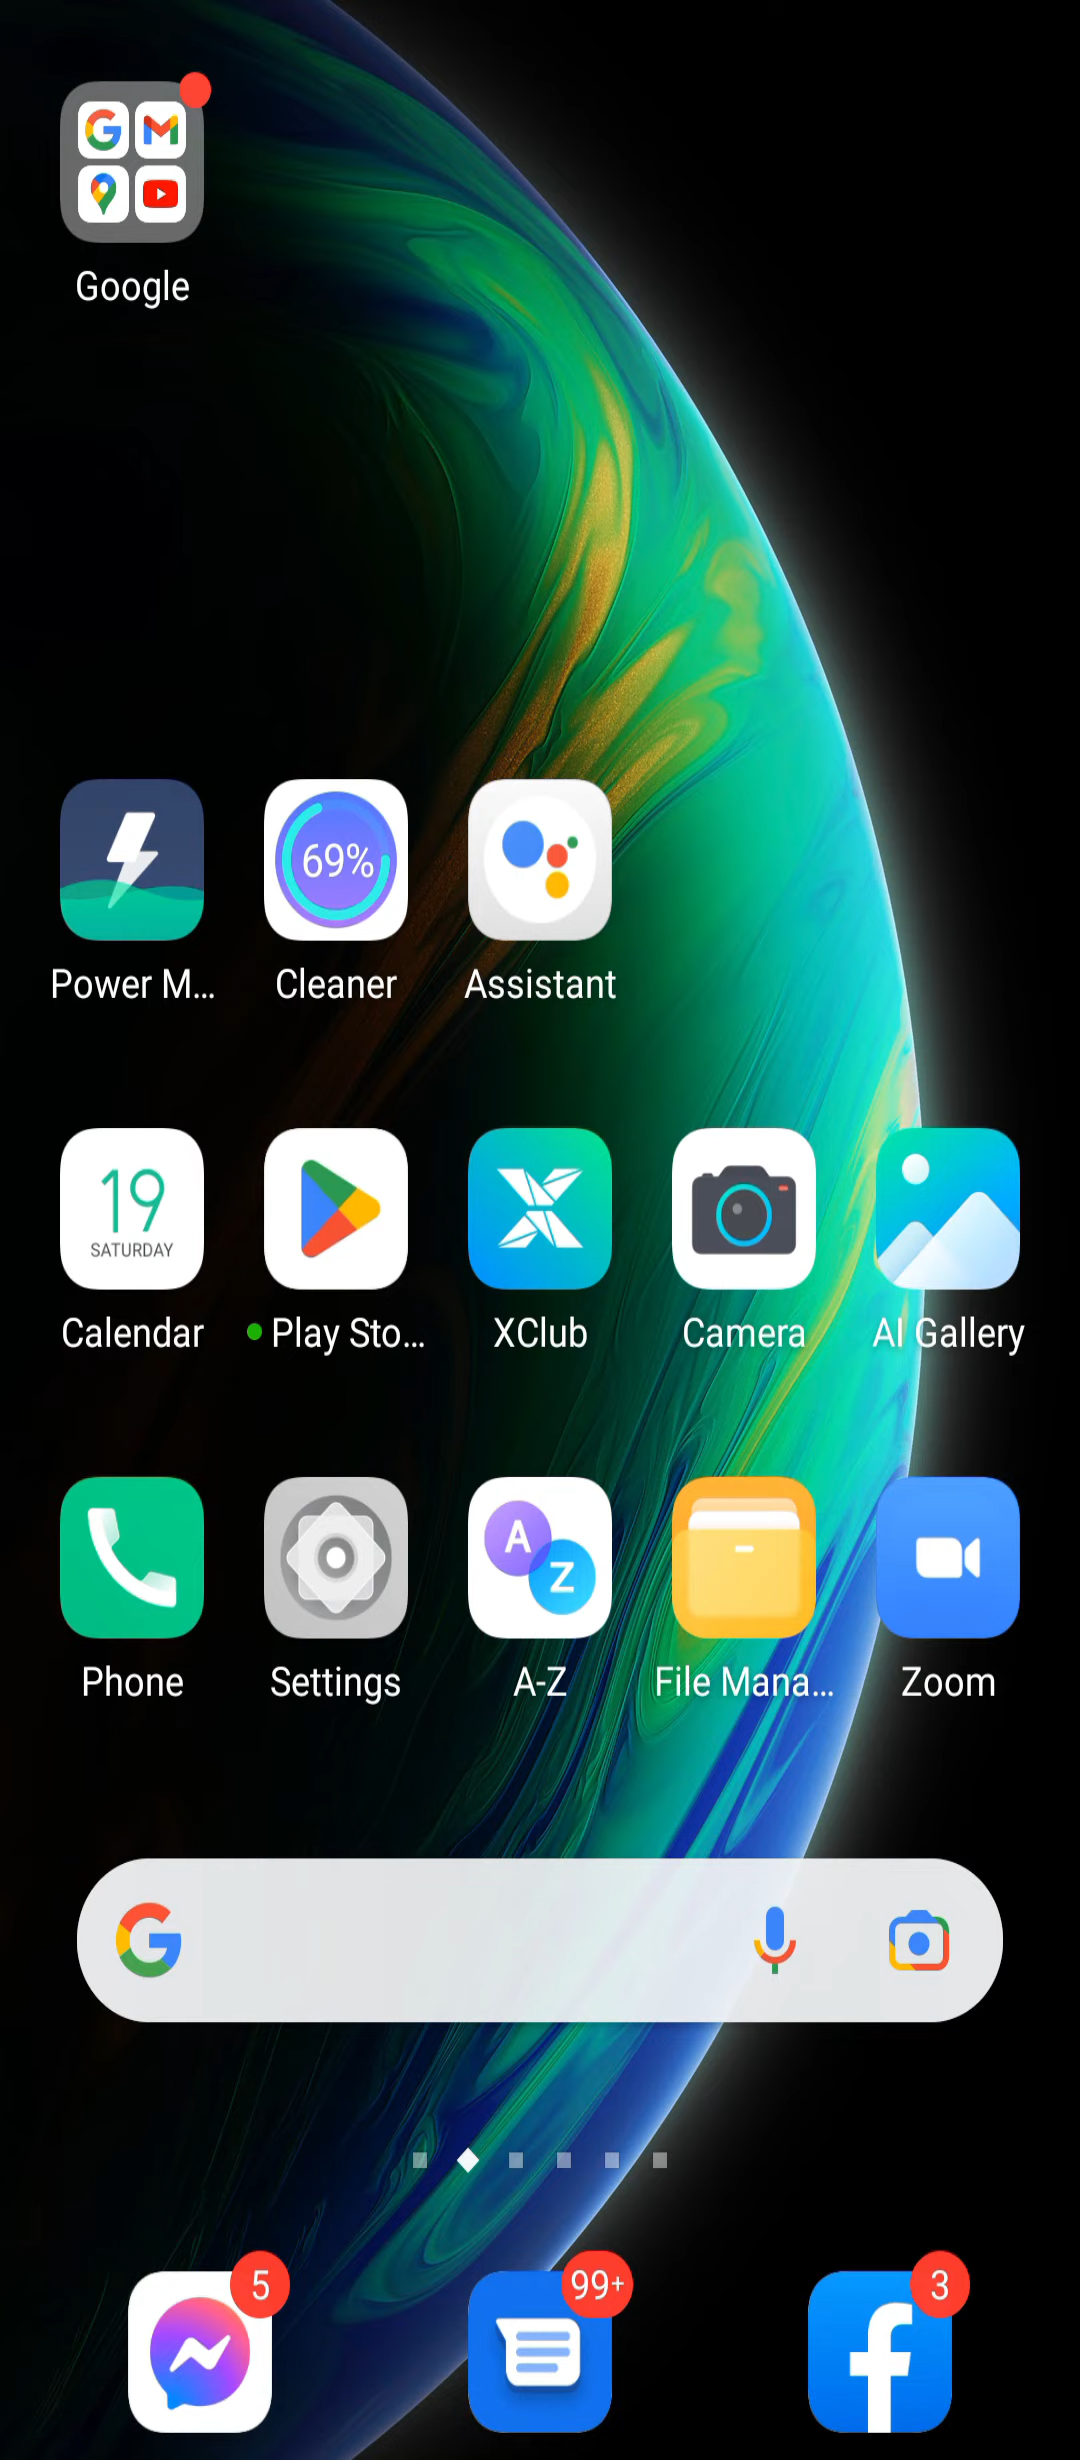 Google
69%
Power M... Cleaner Assistant
19
SATURDAY
Calendar Play Sto... XClub Camera AI Gallery
A
Z
Phone Settings A-Z File Mana... Zoom
5 99+ 3